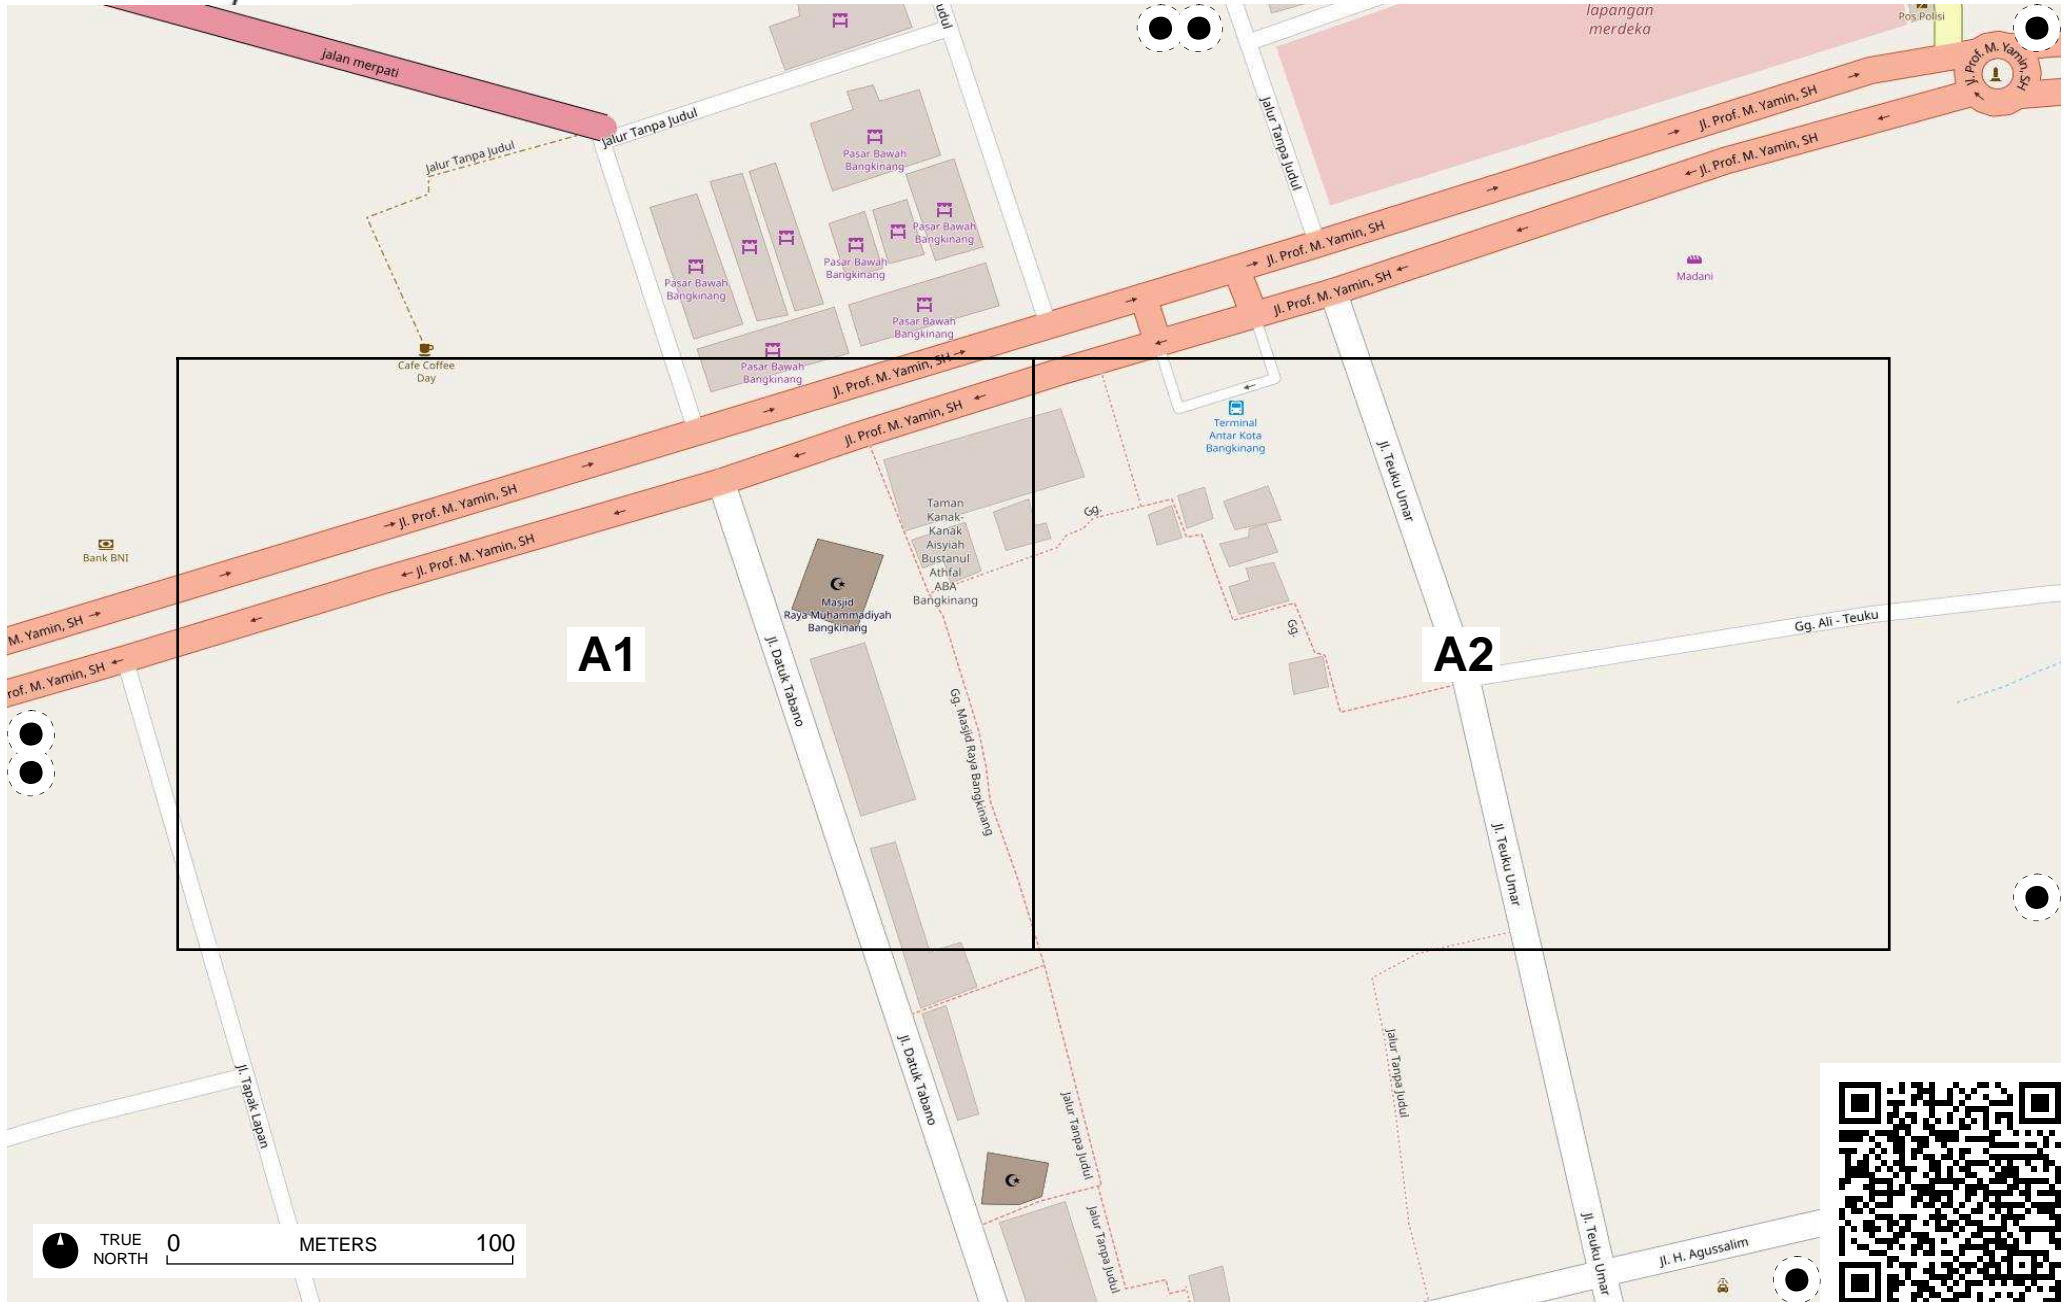 lapangan
merdeka
Pos Polisi
udul
jalan merpati
Jl. Prof. M. Yamin, SH
Jalur Tanpa Judul
Jalur Tanpa Judul
Jalur Tanpa Judul
Jl. Prof. M. Yamin, SH
Jl. Prof. M. Yamin, SH
Pasar Bawah
Bangkinang
Pasar Bawah
Bangkinang
Pasar Bawah
Bangkinang
Pasar Bawah
Bangkinang
Pasar Bawah
Bangkinang
Pasar Bawah
Bangkinang
Jl. Prof. M. Yamin, SH
Jl. Prof. M. Yamin, SH
Madani
Cafe Coffee
Day
Jl. Prof. M. Yamin, SH
Jl. Prof. M. Yamin, SH
Terminal
Antar Kota
Bangkinang
Jl. Teuku Umar
Jl. Prof. M. Yamin, SH
Jl. Prof. M. Yamin, SH
Bank BNI
Taman
Kanak-
Kanak
Aisyiah
Bustanul
Athfal
ABA
Bangkinang
Gg.
Masjid
Raya Muhammadiyah
Bangkinang
M. Yamin, SH
rof. M. Yamin, SH
A1
A2
Gg.
Gg. Ali - Teuku
Jl. Datuk Tabano
Gg. Masjid Raya Bangkinang
Jl. Teuku Umar
Jl. Tapak Lapan
Jl. Datuk Tabano
Jalur Tanpa Judul
Jalur Tanpa Judul
Jalur Tanpa Judul
Jl. Teuku Umar
Jl. H. Agussalim
TRUE
NORTH
0 METERS 100